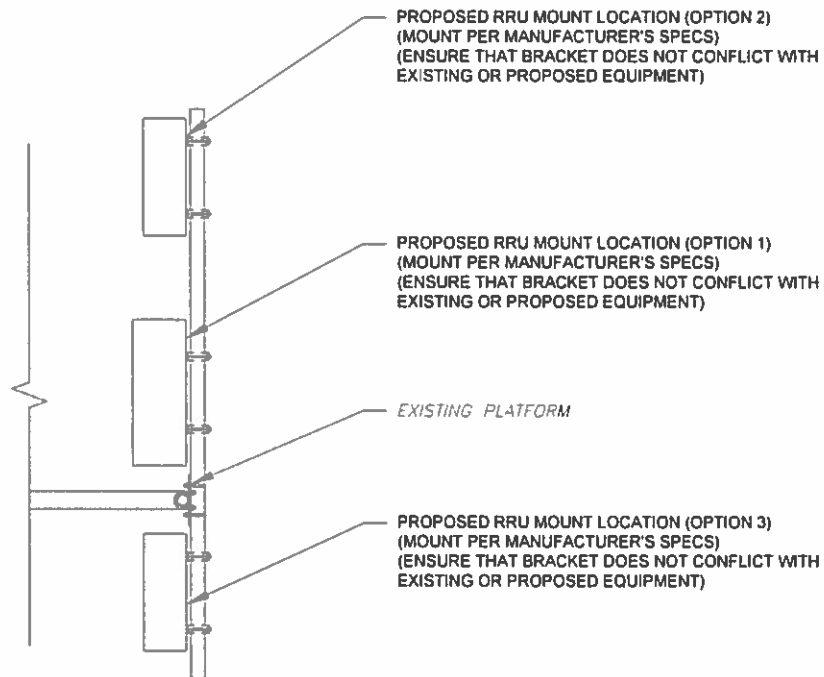 PROPOSED RRU MOUNT LOCATION (OPTION 2)
(MOUNT PER MANUFACTURER'S SPECS)
(ENSURE THAT BRACKET DOES NOT CONFLICT WITH
EXISTING OR PROPOSED EQUIPMENT)
PROPOSED RRU MOUNT LOCATION (OPTION 1)
(MOUNT PER MANUFACTURER'S SPECS)
(ENSURE THAT BRACKET DOES NOT CONFLICT WITH
EXISTING OR PROPOSED EQUIPMENT)
EXISTING PLATFORM
PROPOSED RRU MOUNT LOCATION (OPTION 3)
(MOUNT PER MANUFACTURER'S SPECS)
(ENSURE THAT BRACKET DOES NOT CONFLICT WITH
EXISTING OR PROPOSED EQUIPMENT)